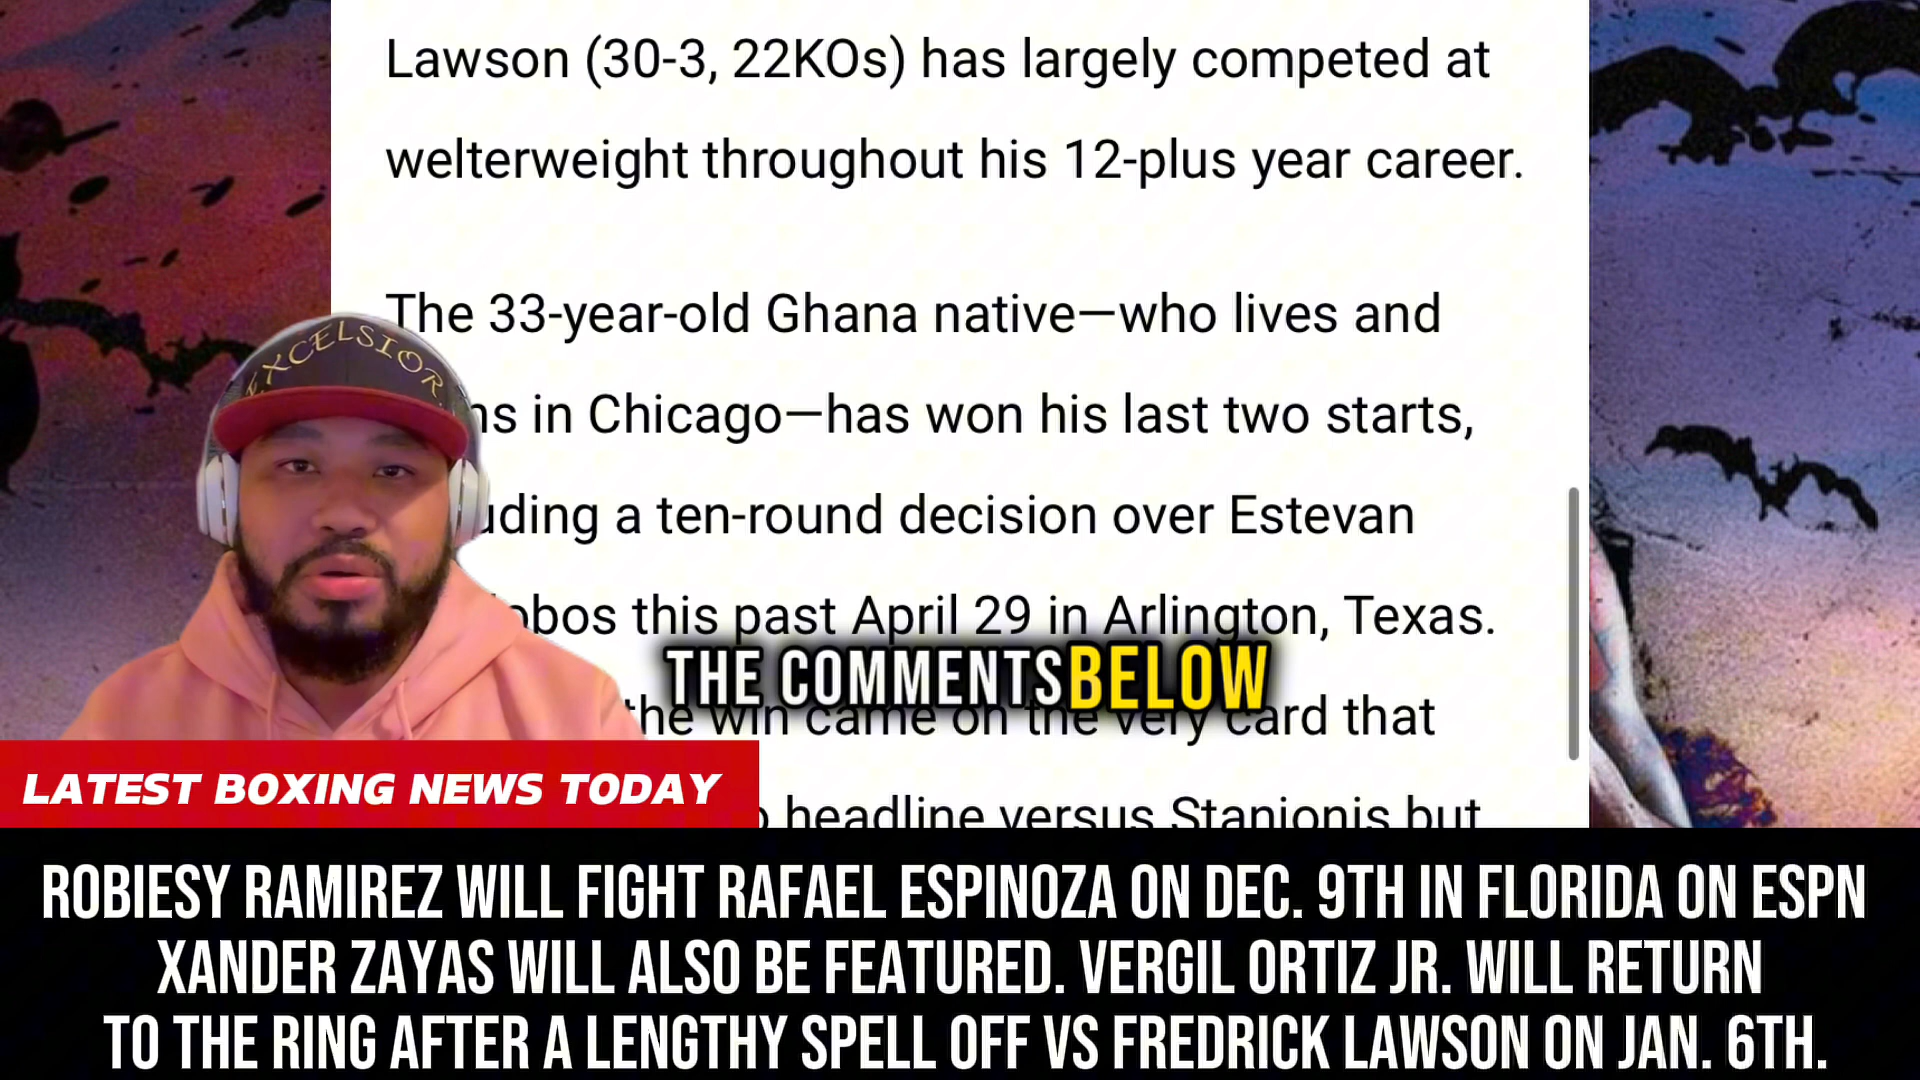 Lawson (30-3, 22KOs) has largely competed at
welterweight throughout his 12-plus year career.
The 33-year-old Ghana native—who lives and
EXCELSIOR
in Chicago—has won his last two starts,
a ten-round decision over Estevan
this past April 29 in Arlington, Texas.
THE COMMENTS BELOW
the win came on the very card that
LATEST BOXING NEWS TODAY
headline versus Stanionis but
ROBIESY RAMIREZ WILL FIGHT RAFAEL ESPINOZA ON DEC. 9TH IN FLORIDA ON ESPN
XANDER ZAYAS WILL ALSO BE FEATURED. VERGIL ORTIZ JR. WILL RETURN
TO THE RING AFTER A LENGTHY SPELL OFF VS FREDRICK LAWSON ON JAN. 6TH.